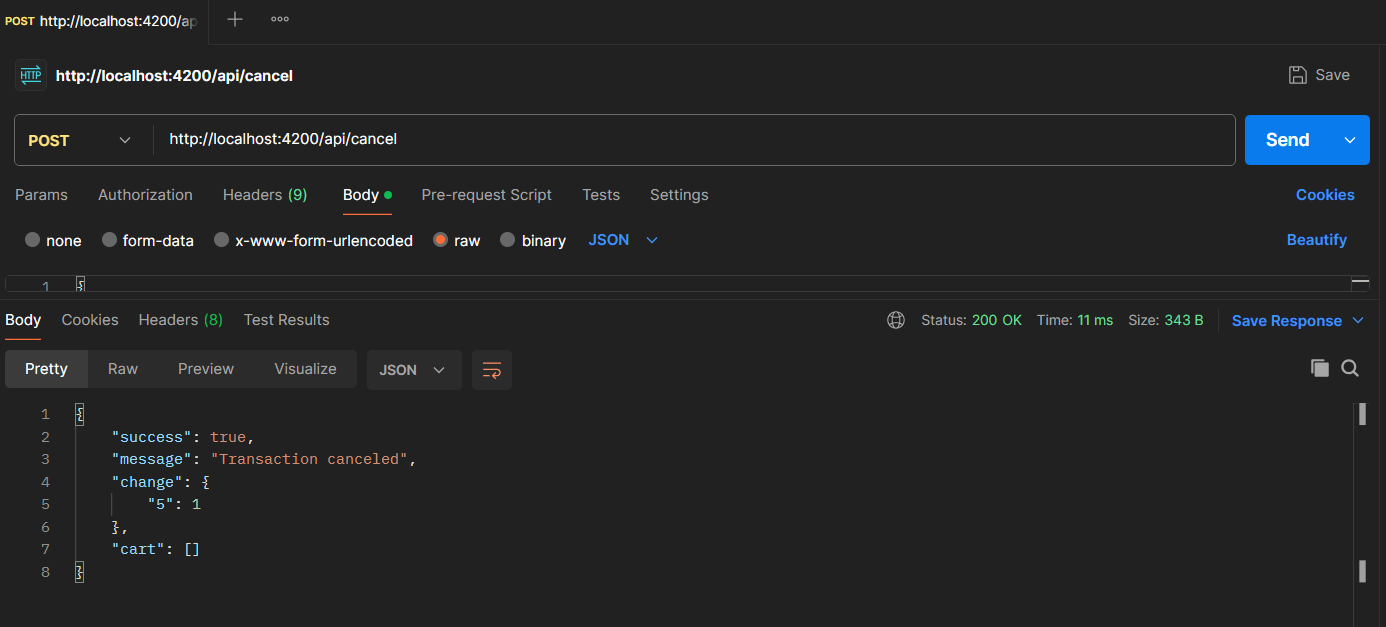 POST http://localhost:4200/ap
HTTP http://localhost:4200/api/cancel Save
POST http://localhost:4200/api/cancel Send
Params Authorization Headers (9) Body Pre-request Script Tests Settings Cookies
none form-data x-www-form-urlencoded raw binary JSON Beautify
1 {
Body Cookies Headers (8) Test Results Status: 200 OK Time: 11 ms Size: 343 B Save Response
Pretty Raw Preview Visualize JSON
1 {
2 "success": true,
3 "message": "Transaction canceled",
4 "change": {
5 "5": 1
6 },
7 "cart": []
8 }